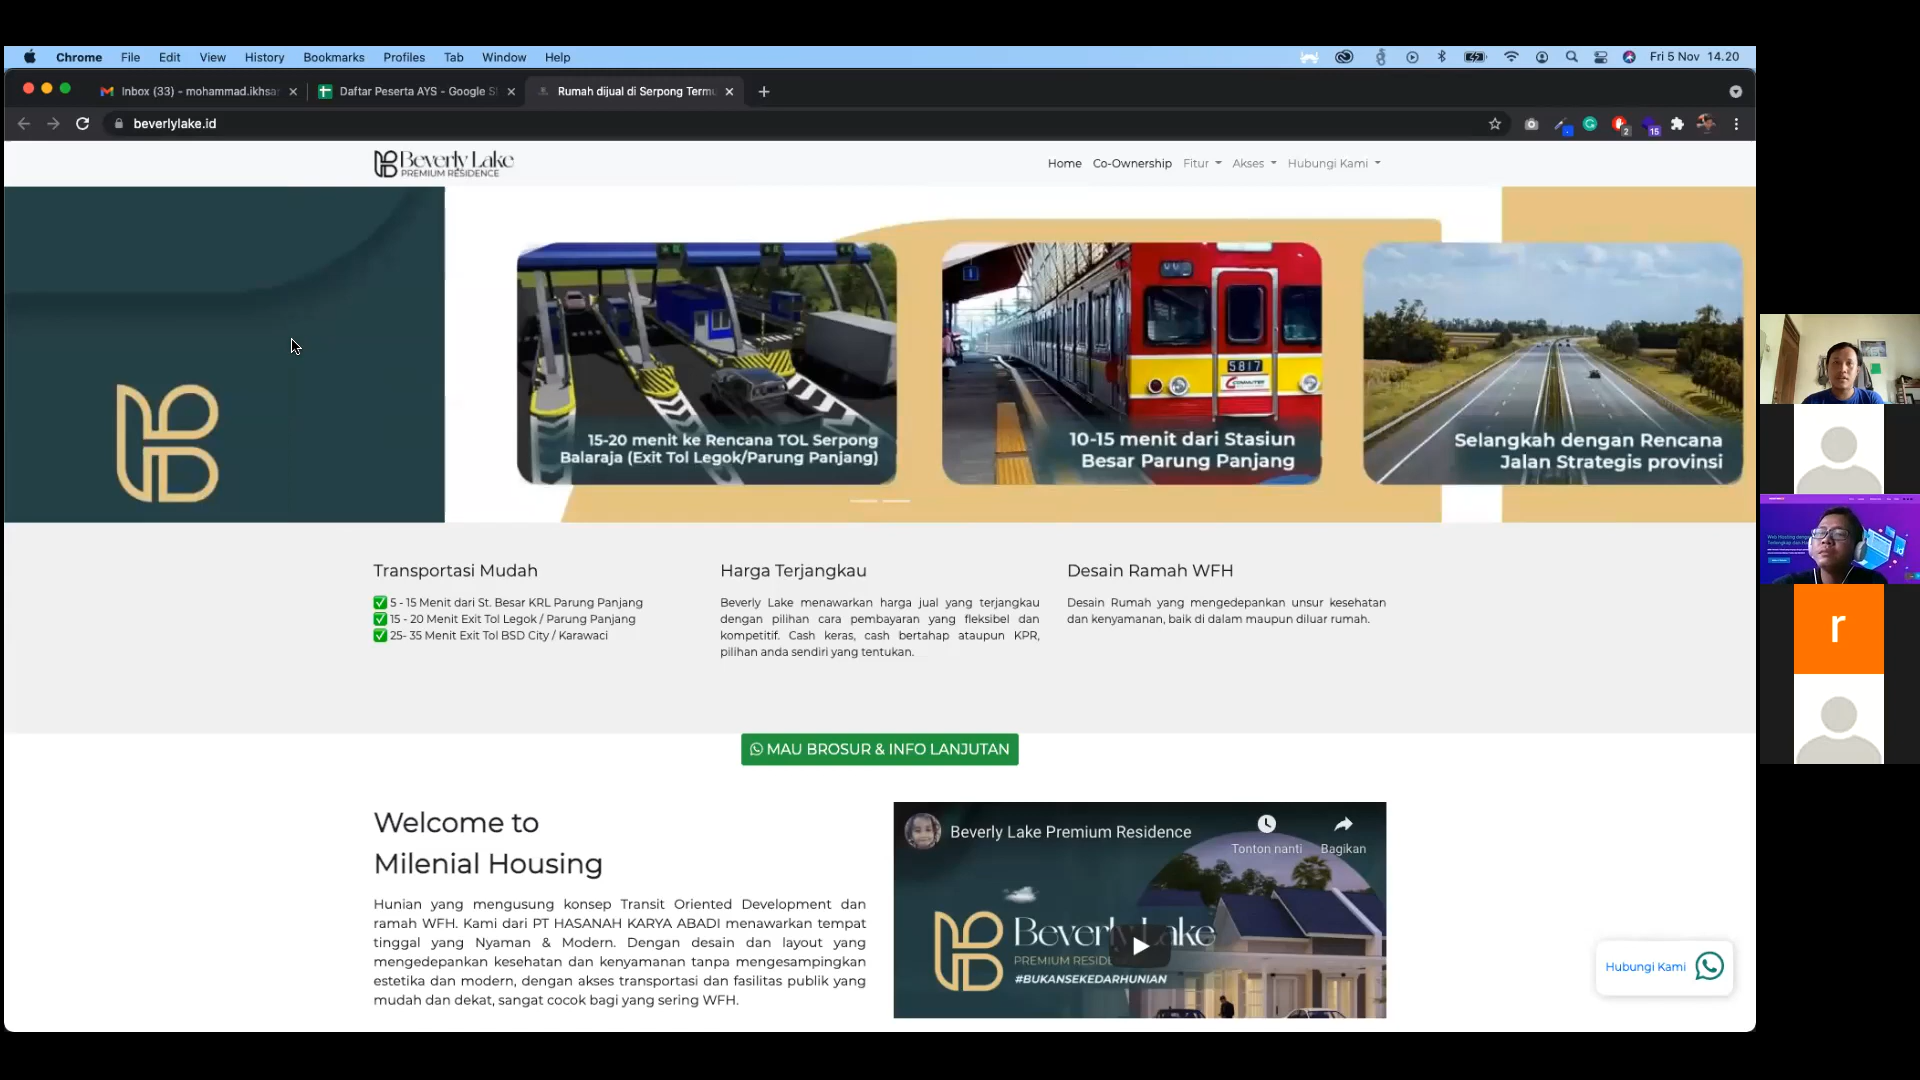 Chrome File Edit View History Bookmarks Profiles Tab Window Help Fri 5 Nov 14.20
Inbox (33) - mohammad.ikhsa
Daftar Peserta AYS - Google S
Rumah dijual di Serpong Term
beverlylake.id
2
15
Beverly Lake
PREMIUM RESIDENCE
Home Co-Ownership Fitur Akses Hubungi Kami
15-20 menit ke Rencana TOL Serpong
Balaraja (Exit Tol Legok/Parung Panjang)
5817
COMMUTER
10-15 menit dari Stasiun
Besar Parung Panjang
Selangkah dengan Rencana
Jalan Strategis provinsi
Transportasi Mudah
✅ 5 - 15 Menit dari St. Besar KRL Parung Panjang
✅ 15 - 20 Menit Exit Tol Legok / Parung Panjang
✅ 25- 35 Menit Exit Tol BSD City / Karawaci
Harga Terjangkau
Beverly Lake menawarkan harga jual yang terjangkau
dengan pilihan cara pembayaran yang fleksibel dan
kompetitif. Cash keras, cash bertahap ataupun KPR,
pilihan anda sendiri yang tentukan.
Desain Ramah WFH
Desain Rumah yang mengedepankan unsur kesehatan
dan kenyamanan, baik di dalam maupun diluar rumah.
MAU BROSUR & INFO LANJUTAN
Welcome to
Milenial Housing
Hunian yang mengusung konsep Transit Oriented Development dan
ramah WFH. Kami dari PT HASANAH KARYA ABADI menawarkan tempat
tinggal yang Nyaman & Modern. Dengan desain dan layout yang
mengedepankan kesehatan dan kenyamanan tanpa mengesampingkan
estetika dan modern, dengan akses transportasi dan fasilitas publik yang
mudah dan dekat, sangat cocok bagi yang sering WFH.
Beverly Lake Premium Residence
Tonton nanti
Bagikan
Beverly Lake
PREMIUM
#BUKANSEKEDARHUNIAN
Hubungi Kami
r